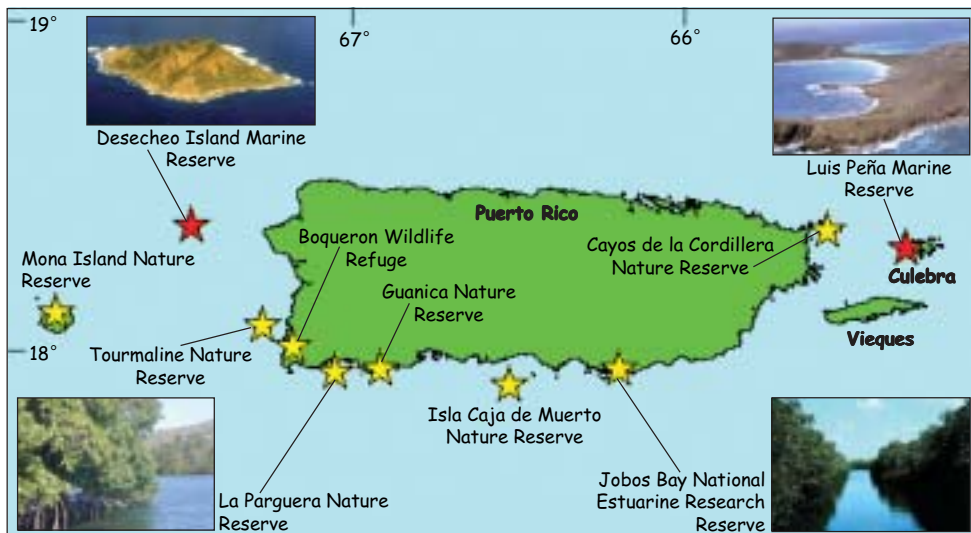 19°
67°
66°
Desecheo Island Marine
Reserve
Luis Peña Marine
Reserve
Puerto Rico
Boqueron Wildlife
Refuge
Cayos de la Cordillera
Nature Reserve
Mona Island Nature
Reserve
Culebra
Guanica Nature
Reserve
Vieques
18°
Tourmaline Nature
Reserve
Isla Caja de Muerto
Nature Reserve
La Parguera Nature
Reserve
Jobos Bay National
Estuarine Research
Reserve